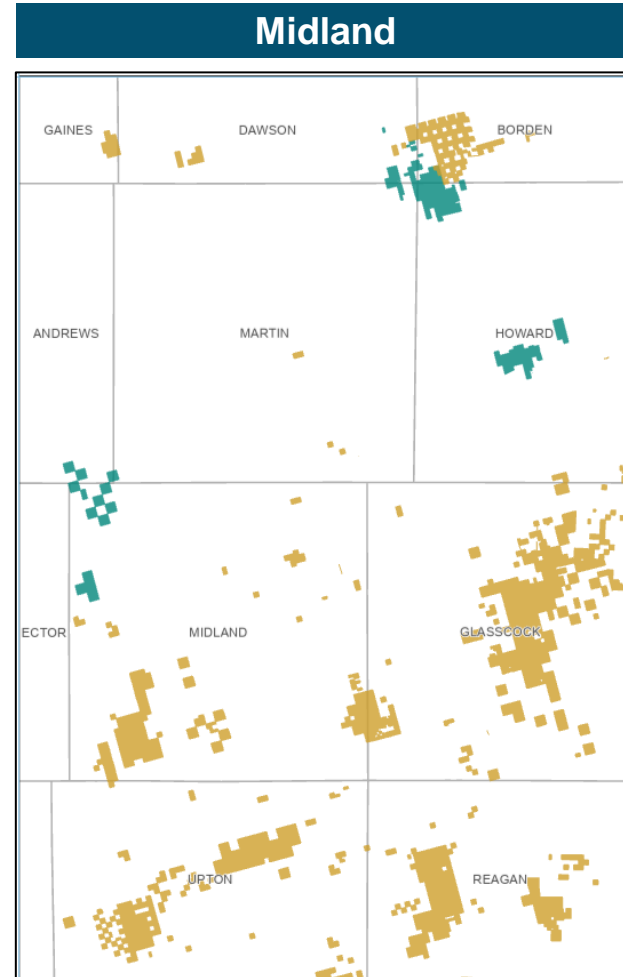 Midland
GAINES
DAWSON
BORDEN
ANDREWS
MARTIN
HOWARD
ECTOR
MIDLAND
GLASSCOCK
UPTON
REAGAN